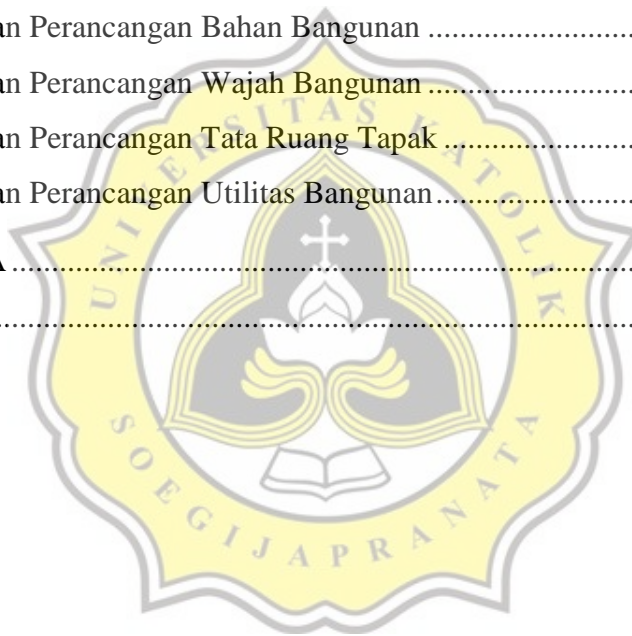 an Perancangan Bahan Bangunan ............................
an Perancangan Wajah Bangunan ............................
an Perancangan Tata Ruang Tapak ..........................
an Perancangan Utilitas Bangunan ...........................
A ...............................................................................
...............................................................................
UNIVERSITAS KATOLIK
SOEGIJAPRANATA